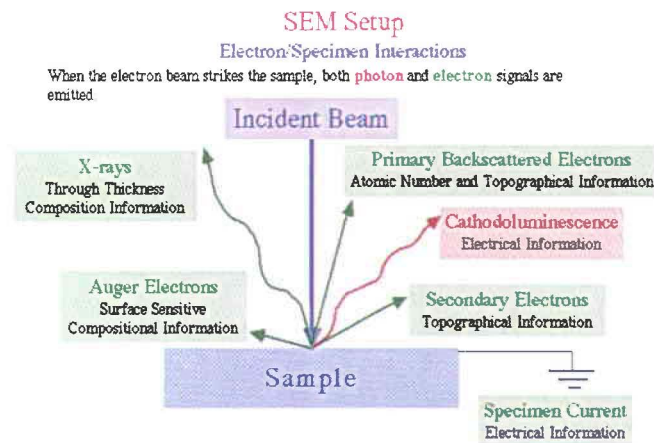 SEM Setup
Electron/Specimen Interactions
When the electron beam strikes the sample, both photon and electron signals are
emitted
Incident Beam
X-rays
Through Thickness
Composition Information
Primary Backscattered Electrons
Atomic Number and Topographical Information
Cathodoluminescence
Electrical Information
Auger Electrons
Surface Sensitive
Compositional Information
Secondary Electrons
Topographical Information
Sample
Specimen Current
Electrical Information